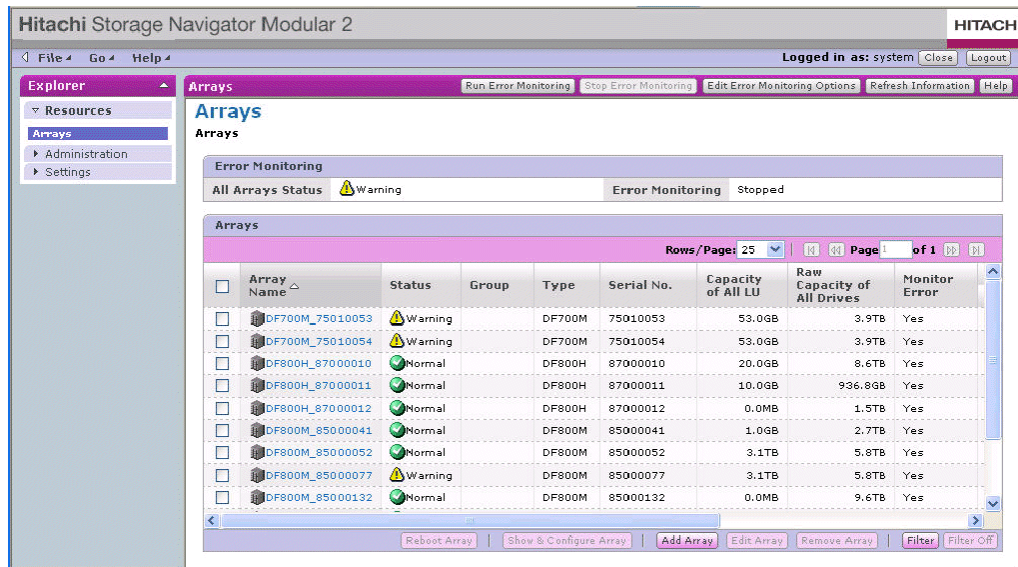 Hitachi Storage Navigator Modular 2
HITACH
File Go Help Logged in as: system Close Logout
Explorer
Resources
Arrays
Administration
Settings
Arrays Run Error Monitoring Stop Error Monitoring Edit Error Monitoring Options Refresh Information Help
Arrays
Arrays
Error Monitoring
All Arrays Status Warning Error Monitoring Stopped
Arrays
Rows/Page: 25 Page 1 of 1
Array Name Status Group Type Serial No. Capacity of All LU Raw Capacity of All Drives Monitor Error
DF700M_75010053 Warning DF700M 75010053 53.0GB 3.9TB Yes
DF700M_75010054 Warning DF700M 75010054 53.0GB 3.9TB Yes
DF800H_87000010 Normal DF800H 87000010 20.0GB 8.6TB Yes
DF800H_87000011 Normal DF800H 87000011 10.0GB 936.8GB Yes
DF800H_87000012 Normal DF800H 87000012 0.0MB 1.5TB Yes
DF800M_85000041 Normal DF800M 85000041 1.0GB 2.7TB Yes
DF800M_85000052 Normal DF800M 85000052 3.1TB 5.8TB Yes
DF800M_85000077 Warning DF800M 85000077 3.1TB 5.8TB Yes
DF800M_85000132 Normal DF800M 85000132 0.0MB 9.6TB Yes
Reboot Array Show & Configure Array Add Array Edit Array Remove Array Filter Filter Off